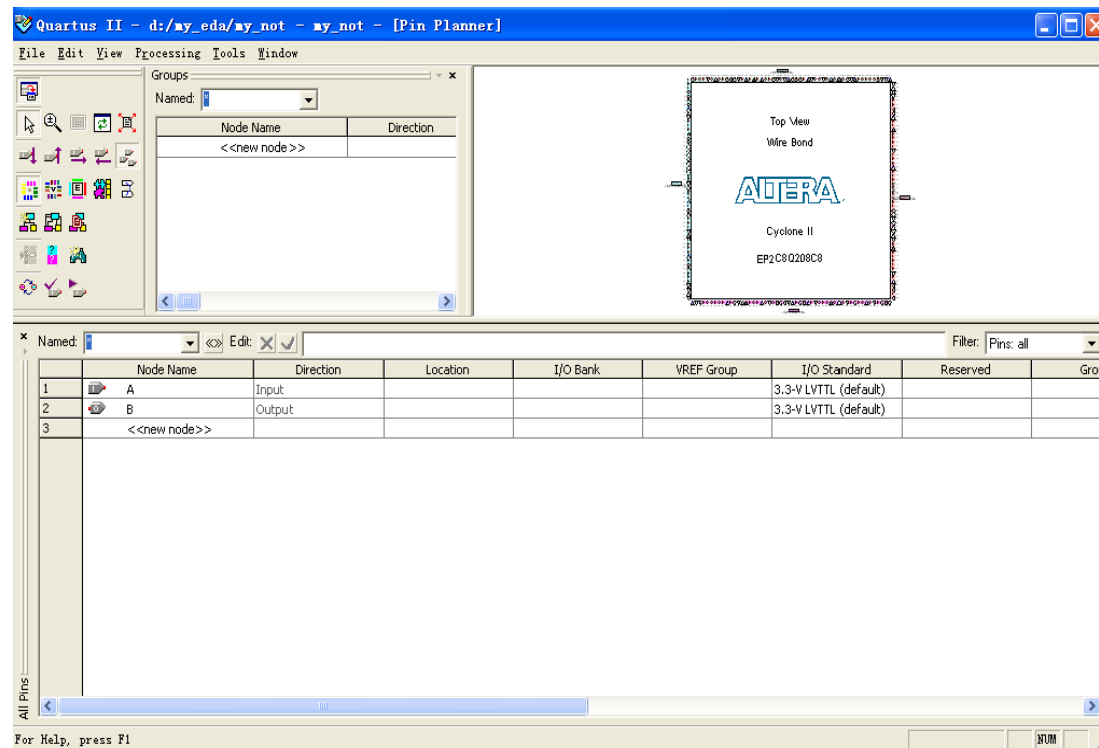 Quartus II - d:/my_eda/my_not - my_not - [Pin Planner]
File Edit View Processing Tools Window
Groups
Named: *
Node Name Direction
<<new node>>
Top View
Wire Bond
ALTERA
Cyclone II
EP2C8Q208C8
Named: * Edit: Filter: Pins: all
Node Name Direction Location I/O Bank VREF Group I/O Standard Reserved Gro
1 A Input 3.3-V LVTTL (default)
2 B Output 3.3-V LVTTL (default)
3 <<new node>>
All Pins
For Help, press F1 NUM